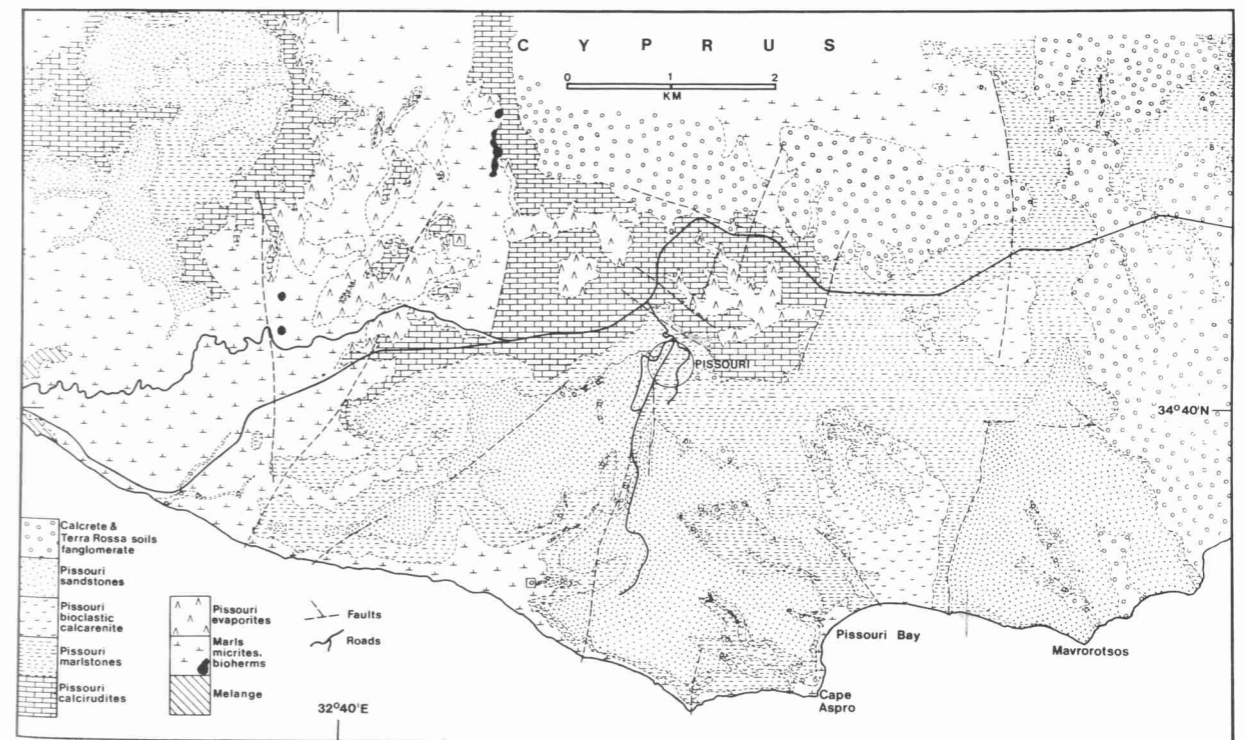 C Y P R U S
0 1 2
KM
PISSOURI
34°40'N
Pissouri Bay
Mavrorotsos
Cape
Aspro
32°40'E
Calcrete &
Terra Rossa soils
fanglomerate
Pissouri
sandstones
Pissouri
bioclastic
calcarenite
Pissouri
marlstones
Pissouri
calcirudites
Pissouri
evaporites
Marls
micrites,
bioherms
Melange
Faults
Roads